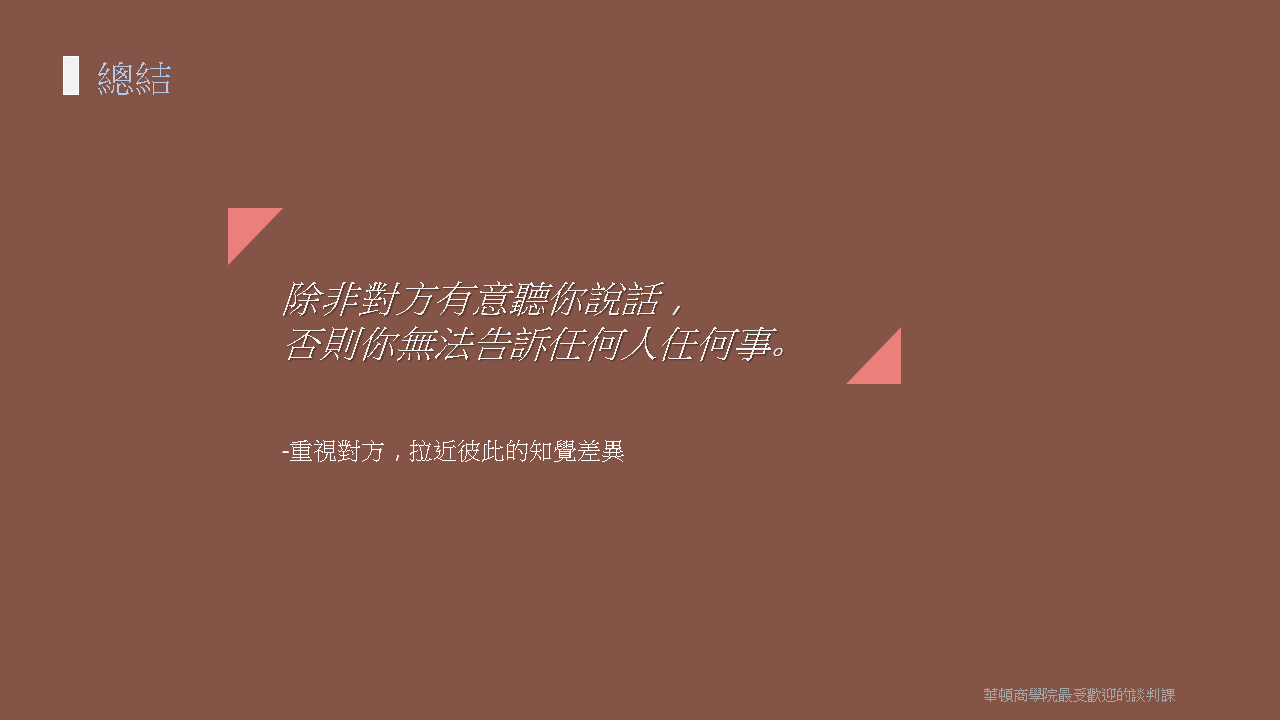 總結
除非對方有意聽你說話，
否則你無法告訴任何人任何事。
-重視對方，拉近彼此的知覺差異
華頓商學院最受歡迎的談判課